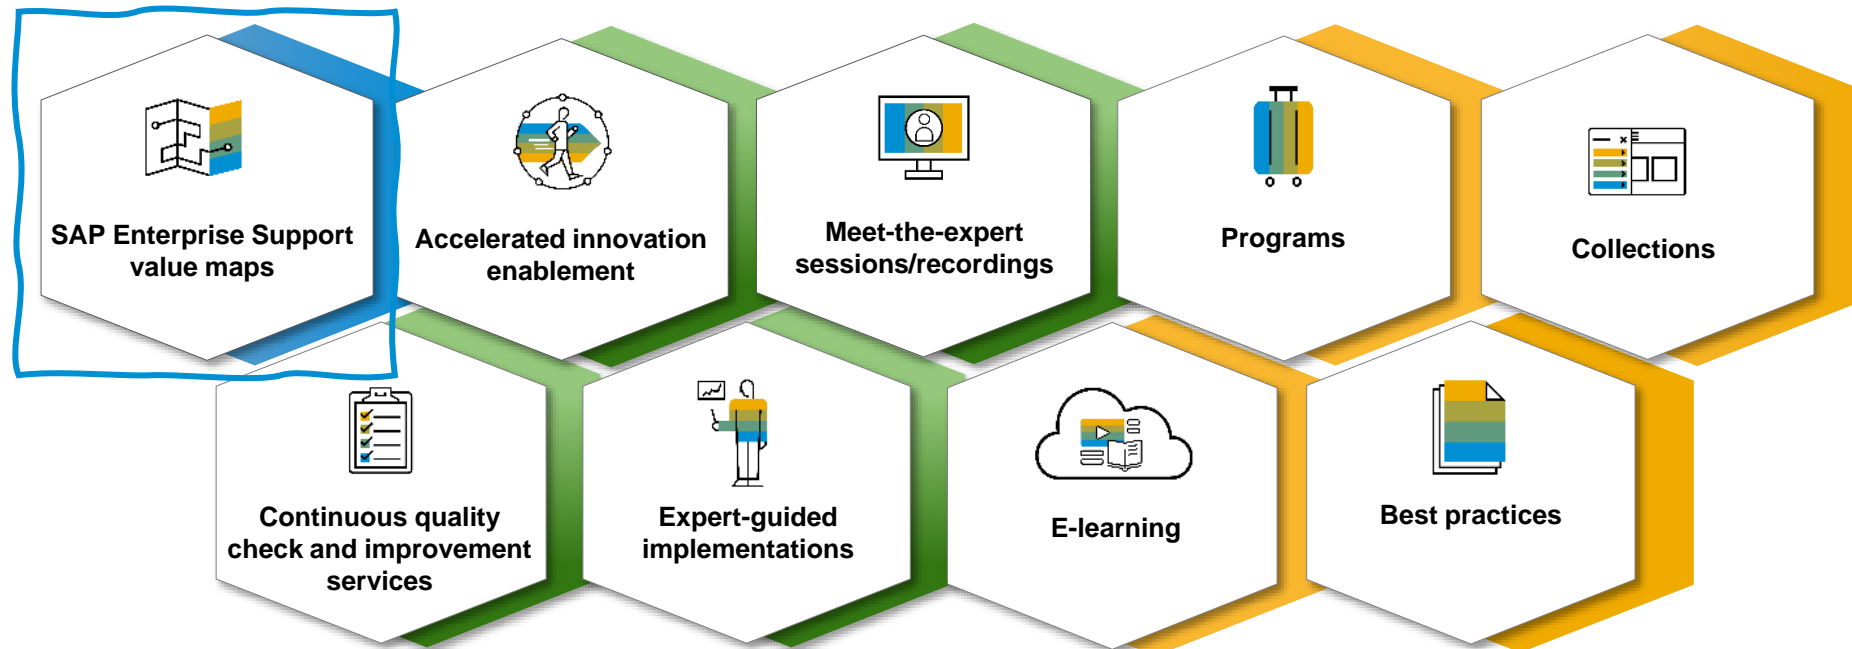 SAP Enterprise Support
value maps
Accelerated innovation
enablement
Meet-the-expert
sessions/recordings
Programs
Collections
Continuous quality
check and improvement
services
Expert-guided
implementations
E-learning
Best practices